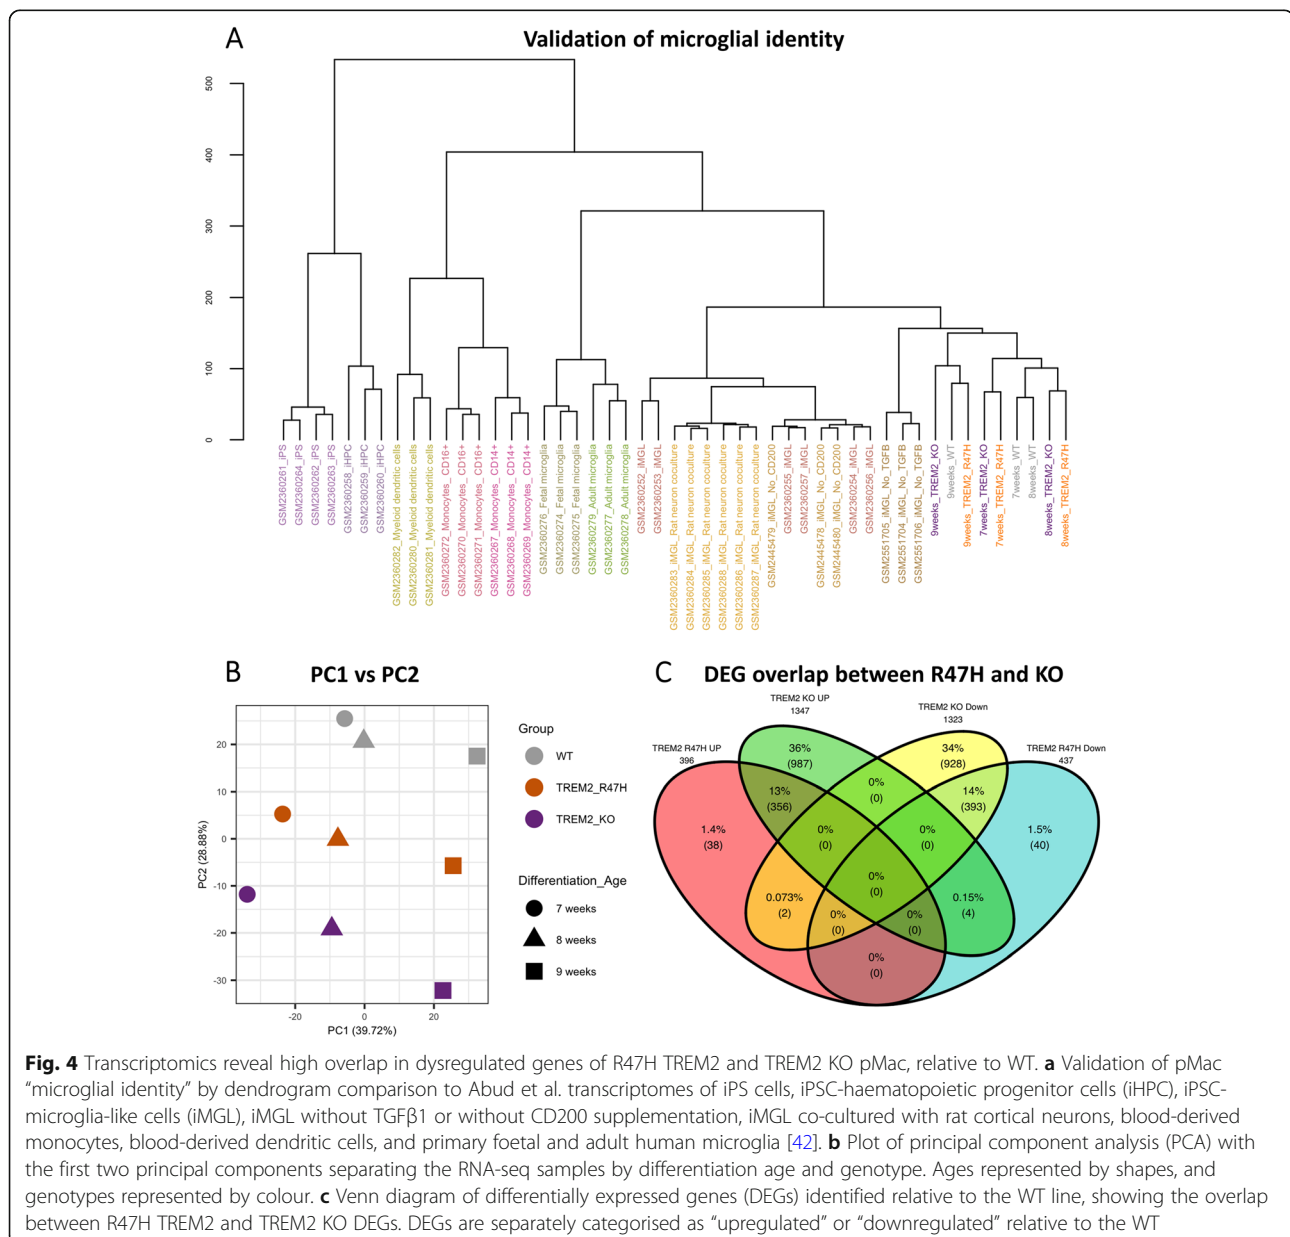 A
Validation of microglial identity
500
400
300
200
100
0
GSM2360261_iPS
GSM2360264_iPS
GSM2360262_iPS
GSM2360263_iPS
GSM2360258_iHPC
GSM2360259_iHPC
GSM2360260_iHPC
GSM2360282_Myeloid dendritic cells
GSM2360280_Myeloid dendritic cells
GSM2360281_Myeloid dendritic cells
GSM2360272_Monocytes_CD16+
GSM2360270_Monocytes_CD16+
GSM2360271_Monocytes_CD16+
GSM2360267_Monocytes_CD14+
GSM2360268_Monocytes_CD14+
GSM2360269_Monocytes_CD14+
GSM2360276_Fetal microglia
GSM2360274_Fetal microglia
GSM2360275_Fetal microglia
GSM2360279_Adult microglia
GSM2360277_Adult microglia
GSM2360278_Adult microglia
GSM2360252_iMGL
GSM2360253_iMGL
GSM2360283_iMGL_Rat neuron coculture
GSM2360284_iMGL_Rat neuron coculture
GSM2360285_iMGL_Rat neuron coculture
GSM2360288_iMGL_Rat neuron coculture
GSM2360286_iMGL_Rat neuron coculture
GSM2360287_iMGL_Rat neuron coculture
GSM2445479_iMGL_No_CD200
GSM2360255_iMGL
GSM2360257_iMGL
GSM2445478_iMGL_No_CD200
GSM2445480_iMGL_No_CD200
GSM2360254_iMGL
GSM2360256_iMGL
GSM2551705_iMGL_No_TGFB
GSM2551704_iMGL_No_TGFB
GSM2551706_iMGL_No_TGFB
9weeks_TREM2_KO
9weeks_WT
9weeks_TREM2_R47H
7weeks_TREM2_KO
7weeks_TREM2_R47H
7weeks_WT
8weeks_WT
8weeks_TREM2_KO
8weeks_TREM2_R47H
B
PC1 vs PC2
PC2 (28.88%)
20
10
0
-10
-20
-30
-20
0
20
PC1 (39.72%)
Group
WT
TREM2_R47H
TREM2_KO
Differentiation_Age
7 weeks
8 weeks
9 weeks
C
DEG overlap between R47H and KO
TREM2 KO UP
1347
TREM2 KO Down
1323
TREM2 R47H UP
396
TREM2 R47H Down
437
36%
(987)
34%
(928)
0%
(0)
13%
(356)
14%
(393)
1.4%
(38)
0%
(0)
0%
(0)
1.5%
(40)
0%
(0)
0.073%
(2)
0.15%
(4)
0%
(0)
0%
(0)
0%
(0)
Fig. 4 Transcriptomics reveal high overlap in dysregulated genes of R47H TREM2 and TREM2 KO pMac, relative to WT. a Validation of pMac
“microglial identity” by dendrogram comparison to Abud et al. transcriptomes of iPS cells, iPSC-haematopoietic progenitor cells (iHPC), iPSC-
microglia-like cells (iMGL), iMGL without TGFβ1 or without CD200 supplementation, iMGL co-cultured with rat cortical neurons, blood-derived
monocytes, blood-derived dendritic cells, and primary foetal and adult human microglia [42]. b Plot of principal component analysis (PCA) with
the first two principal components separating the RNA-seq samples by differentiation age and genotype. Ages represented by shapes, and
genotypes represented by colour. c Venn diagram of differentially expressed genes (DEGs) identified relative to the WT line, showing the overlap
between R47H TREM2 and TREM2 KO DEGs. DEGs are separately categorised as “upregulated” or “downregulated” relative to the WT